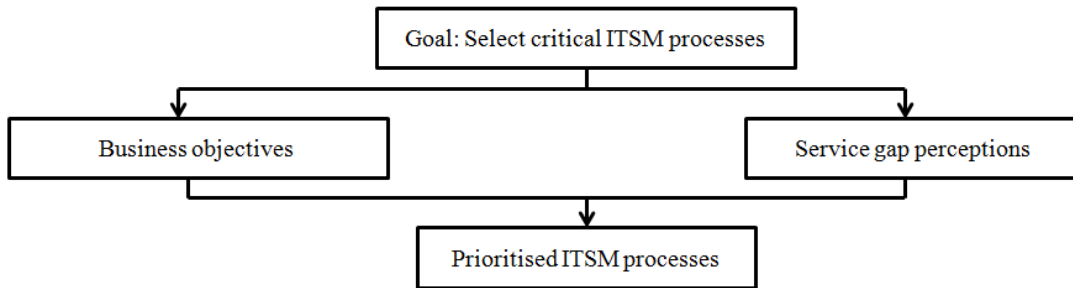 Goal: Select critical ITSM processes
Business objectives
Service gap perceptions
Prioritised ITSM processes